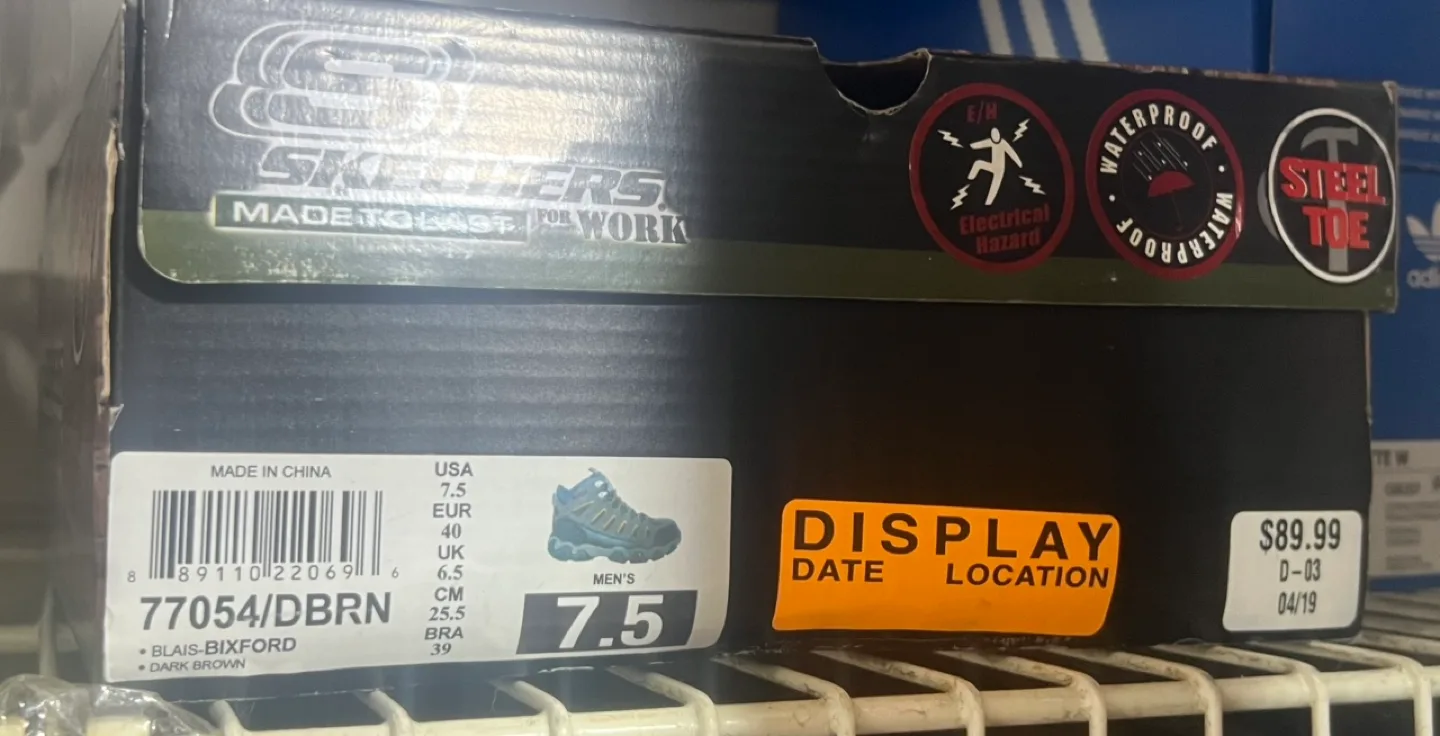 SKECHERS
MADE TO LAST FOR WORK
E/H
Electrical
Hazard
WATERPROOF • WATERPROOF •
STEEL
TOE
MADE IN CHINA
8 89110 22069 6
77054/DBRN
• BLAIS-BIXFORD
• DARK BROWN
USA
7.5
EUR
40
UK
6.5
CM
25.5
BRA
39
MEN'S
7.5
DISPLAY
DATE LOCATION
$89.99
D-03
04/19
adi
TE W